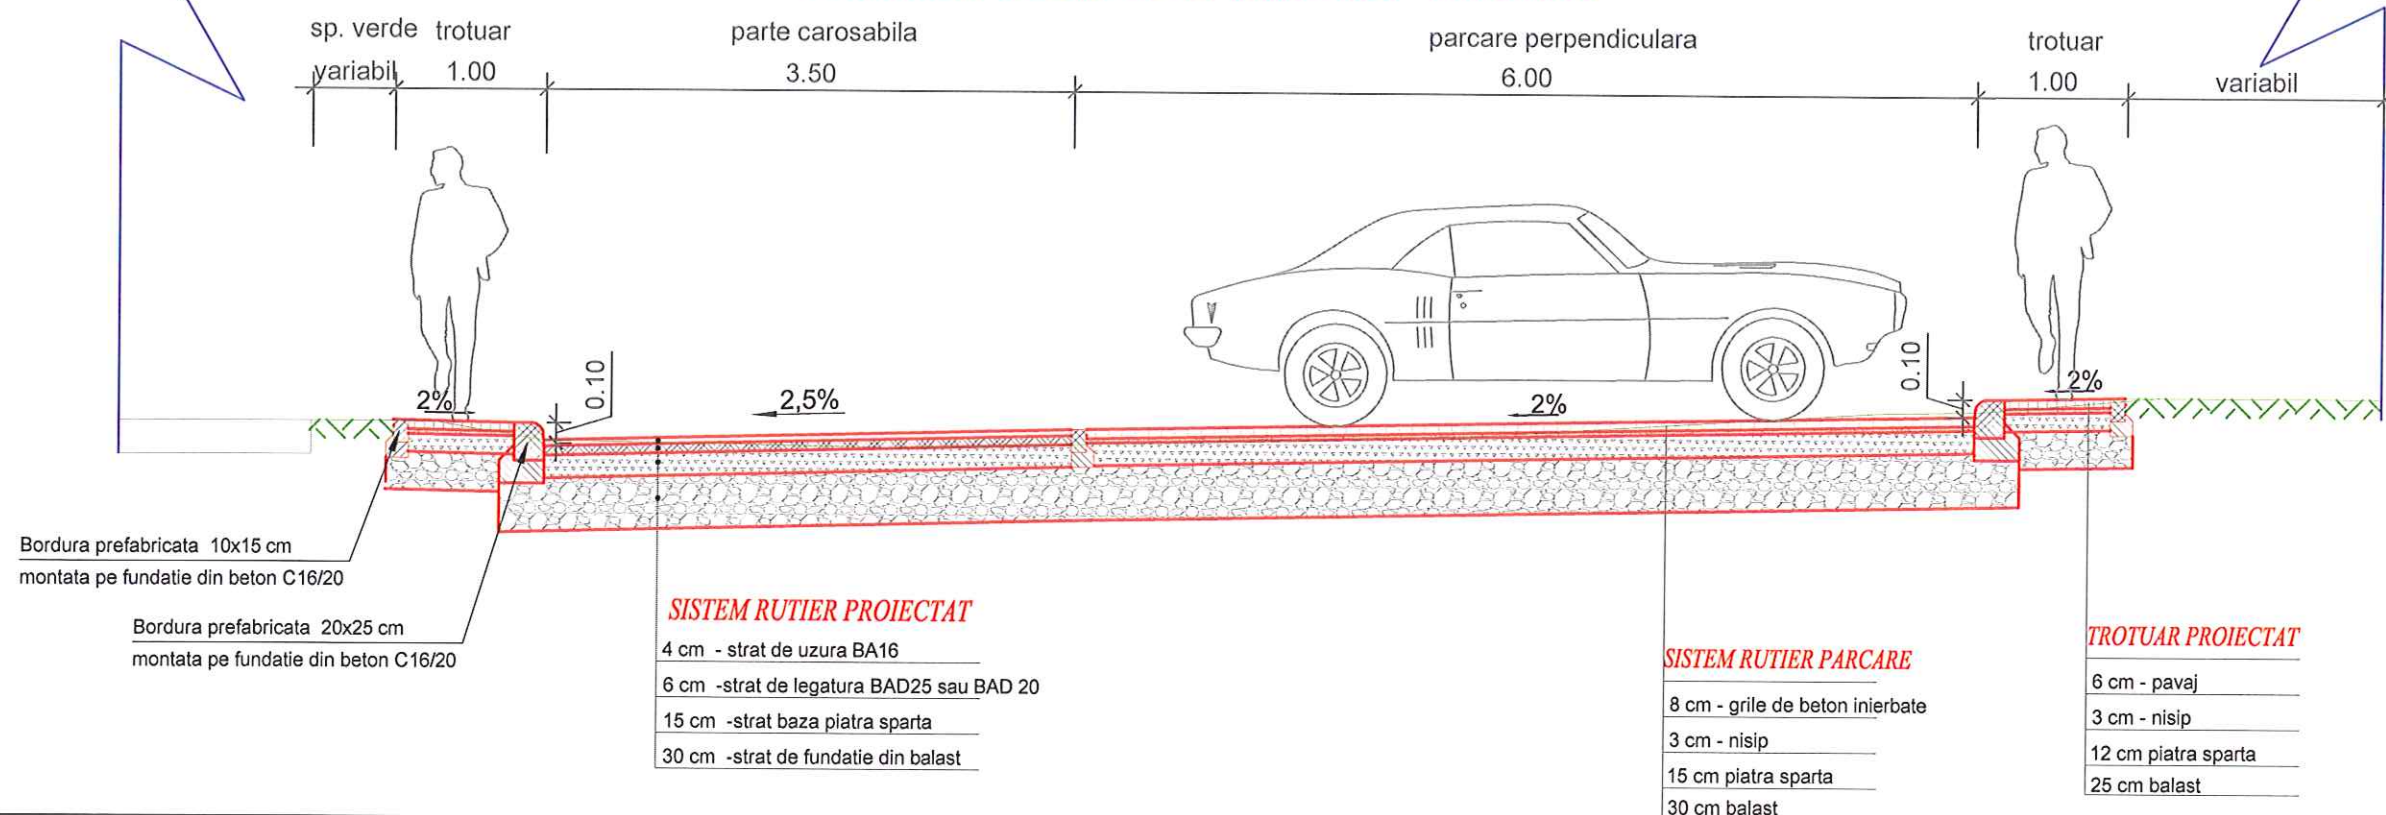 sp. verde trotuar parte carosabila parcare perpendiculara trotuar
variabil 1.00 3.50 6.00 1.00 variabil
0.10 0.10
2% 2,5% 2% 2%
Bordura prefabricata 10x15 cm
montata pe fundatie din beton C16/20
Bordura prefabricata 20x25 cm
montata pe fundatie din beton C16/20
SISTEM RUTIER PROIECTAT
4 cm - strat de uzura BA16
6 cm -strat de legatura BAD25 sau BAD 20
15 cm -strat baza piatra sparta
30 cm -strat de fundatie din balast
SISTEM RUTIER PARCARE
8 cm - grile de beton inierbate
3 cm - nisip
15 cm piatra sparta
30 cm balast
TROTUAR PROIECTAT
6 cm - pavaj
3 cm - nisip
12 cm piatra sparta
25 cm balast